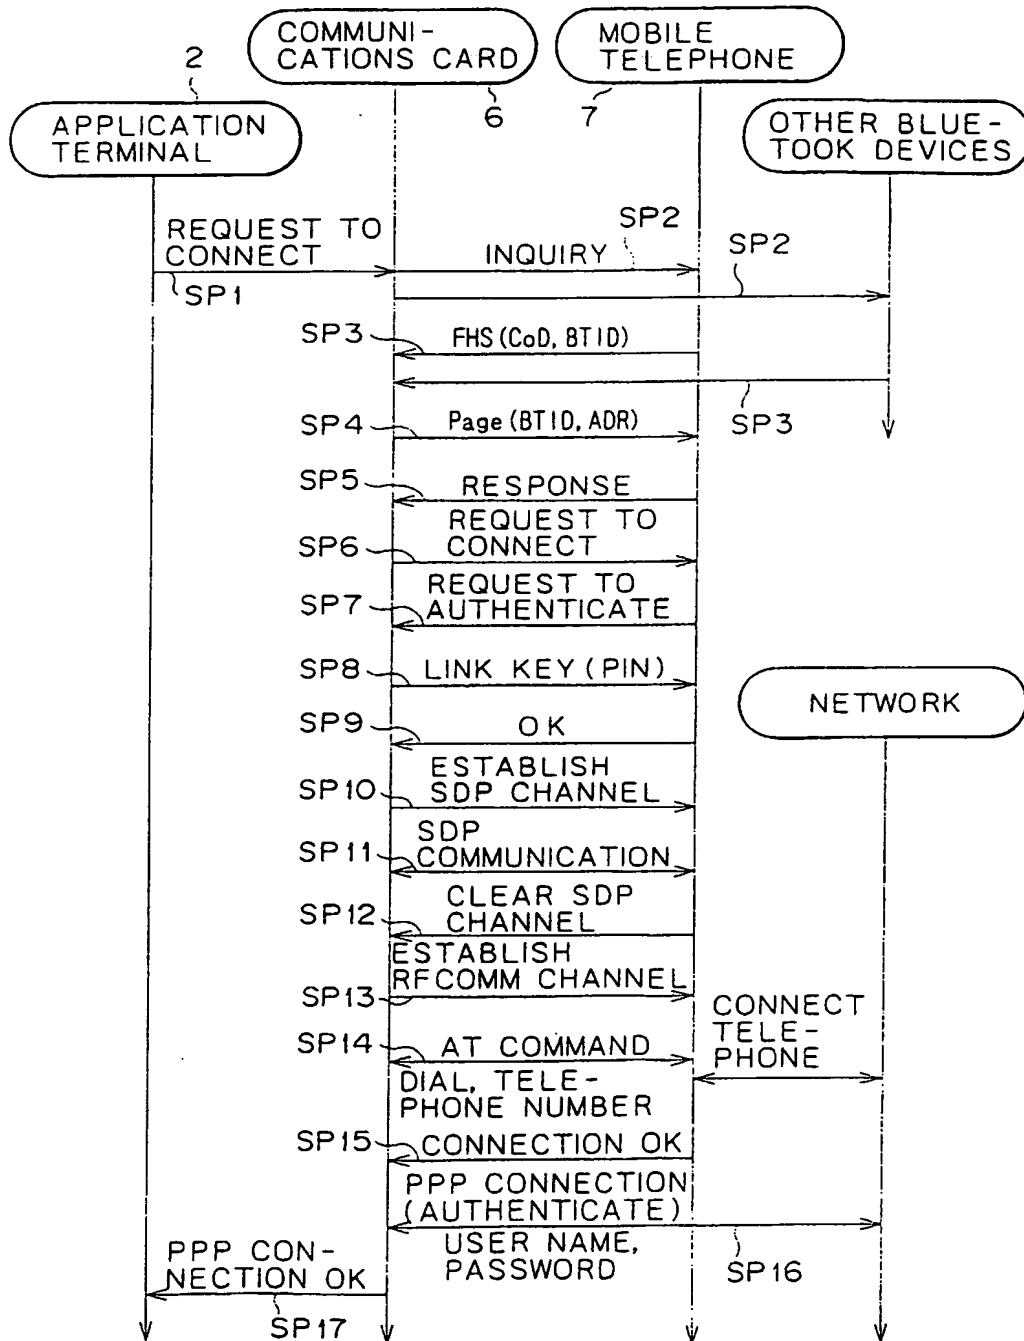 COMMUNI-
CATIONS CARD
6
MOBILE
TELEPHONE
7
2
APPLICATION
TERMINAL
OTHER BLUE-
TOOK DEVICES
REQUEST TO
CONNECT
SP1
INQUIRY
SP2
SP2
SP3
FHS(CoD, BTID)
SP3
SP4
Page(BTID, ADR)
SP5
RESPONSE
SP6
REQUEST TO
CONNECT
SP7
REQUEST TO
AUTHENTICATE
SP8
LINK KEY (PIN)
NETWORK
SP9
OK
SP10
ESTABLISH
SDP CHANNEL
SP11
SDP
COMMUNICATION
SP12
CLEAR SDP
CHANNEL
ESTABLISH
RFCOMM CHANNEL
SP13
CONNECT
TELE-
PHONE
SP14
AT COMMAND
DIAL, TELE-
PHONE NUMBER
SP15
CONNECTION OK
PPP CONNECTION
(AUTHENTICATE)
USER NAME,
PASSWORD
SP16
PPP CON-
NECTION OK
SP17